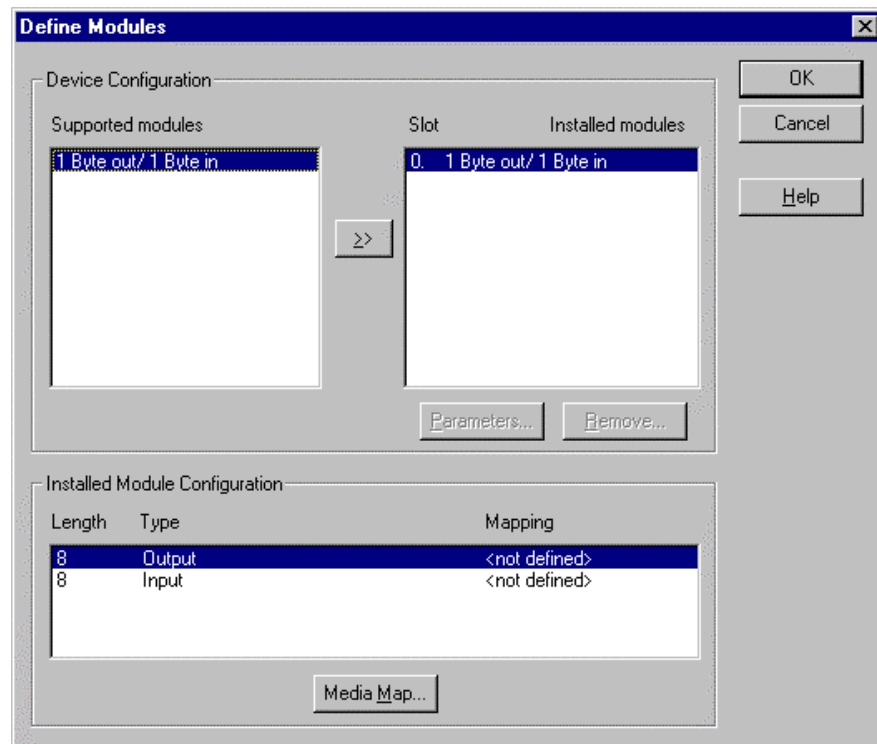 Define Modules
Device Configuration
OK
Supported modules
Slot
Installed modules
Cancel
1 Byte out/ 1 Byte in
0. 1 Byte out/ 1 Byte in
Help
>>
Parameters...
Remove...
Installed Module Configuration
Length Type Mapping
8 Output <not defined>
8 Input <not defined>
Media Map...